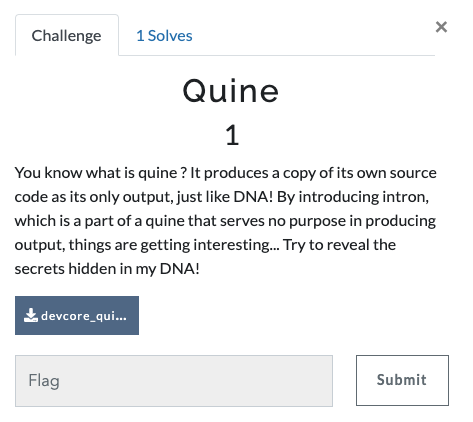 Challenge
1 Solves
×
Quine
1
You know what is quine ? It produces a copy of its own source
code as its only output, just like DNA! By introducing intron,
which is a part of a quine that serves no purpose in producing
output, things are getting interesting... Try to reveal the
secrets hidden in my DNA!
devcore_qui...
Flag
Submit